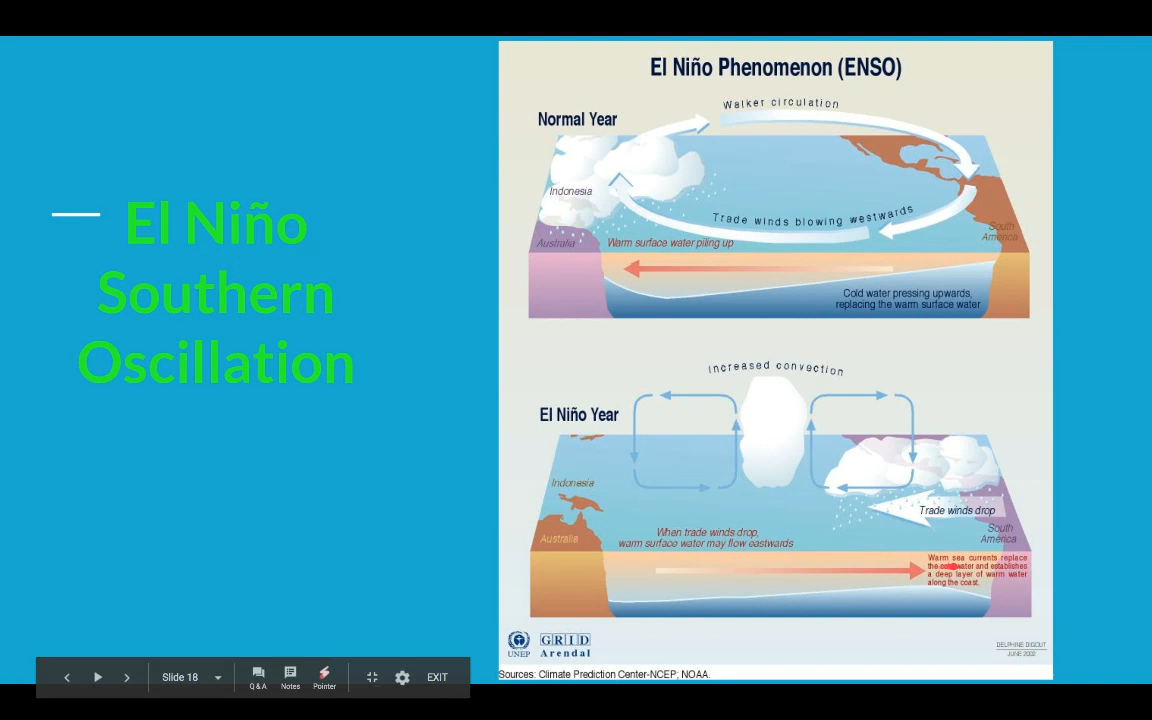 El Niño
Southern
Oscillation
El Niño Phenomenon (ENSO)
Walker circulation
Normal Year
Indonesia
Trade winds blowing westwards
South
America
Australia
Warm surface water piling up
Cold water pressing upwards,
replacing the warm surface water
Increased convection
El Niño Year
Indonesia
Trade winds drop
South
America
Australia
When trade winds drop,
warm surface water may flow eastwards
Warm sea currents replace
the water and establishes
a deep layer of warm water
along the coast.
UNEP
GRID
Arendal
DELPHINE DIGOUT
JUNE 2002
Sources: Climate Prediction Center-NCEP; NOAA.
Slide 18
Q & A
Notes
Pointer
EXIT